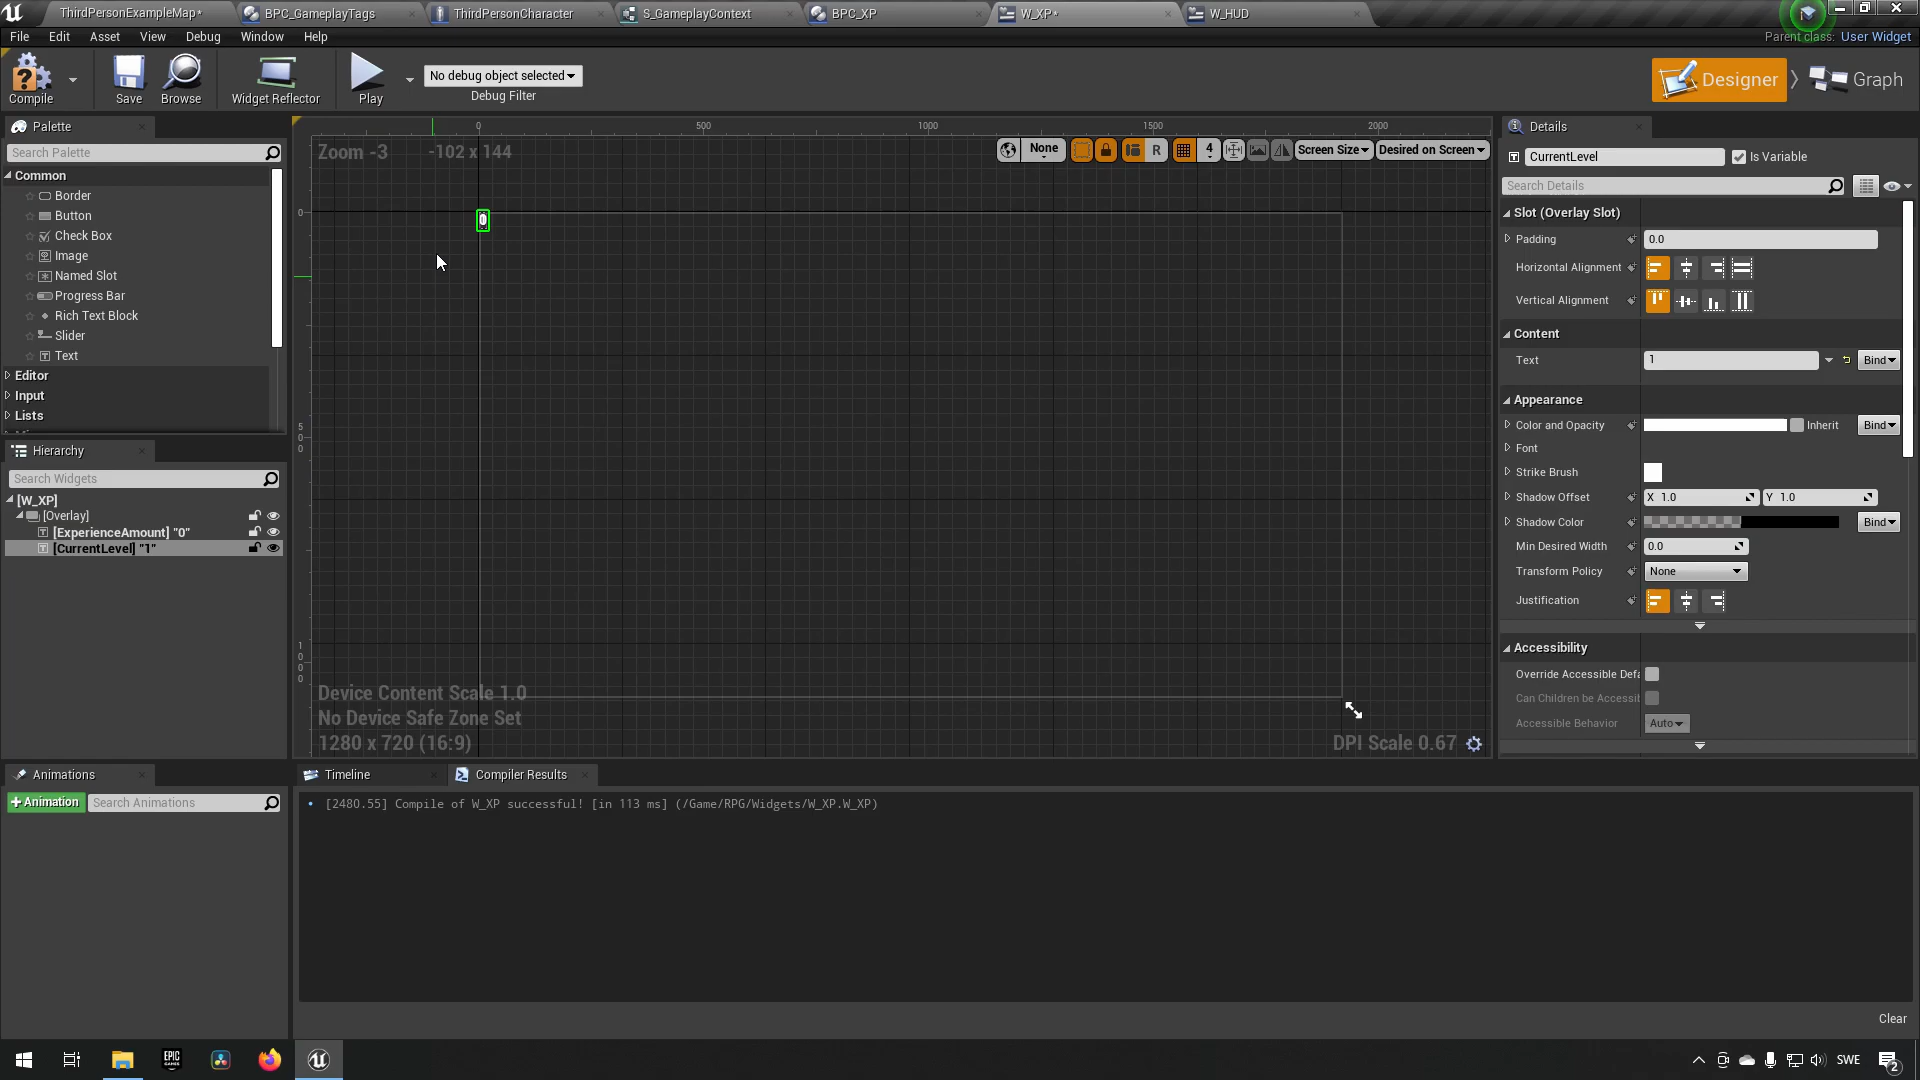 ThirdPersonExampleMap*
BPC_GameplayTags
ThirdPersonCharacter
S_GameplayContext
BPC_XP
W_XP*
W_HUD
File
Edit
Asset
View
Debug
Window
Help
Parent class: User Widget
Compile
Save
Browse
Widget Reflector
Play
No debug object selected
Debug Filter
Designer
Graph
Palette
Search Palette
Common
Border
Button
Check Box
Image
Named Slot
Progress Bar
Rich Text Block
Slider
Text
Editor
Input
Lists
Hierarchy
Search Widgets
[W_XP]
[Overlay]
[ExperienceAmount] "0"
[CurrentLevel] "1"
Animations
+ Animation
Search Animations
0
500
1000
1500
2000
Zoom -3
-102 x 144
None
R
4
Screen Size
Desired on Screen
0
500
1000
Device Content Scale 1.0
No Device Safe Zone Set
1280 x 720 (16:9)
DPI Scale 0.67
Timeline
Compiler Results
[2480.55] Compile of W_XP successful! [in 113 ms] (/Game/RPG/Widgets/W_XP.W_XP)
Clear
Details
CurrentLevel
Is Variable
Search Details
Slot (Overlay Slot)
Padding
0.0
Horizontal Alignment
Vertical Alignment
Content
Text
1
Bind
Appearance
Color and Opacity
Inherit
Bind
Font
Strike Brush
Shadow Offset
X 1.0
Y 1.0
Shadow Color
Bind
Min Desired Width
0.0
Transform Policy
None
Justification
Accessibility
Override Accessible Defa
Can Children be Accessib
Accessible Behavior
Auto
EPIC GAMES
SWE
2